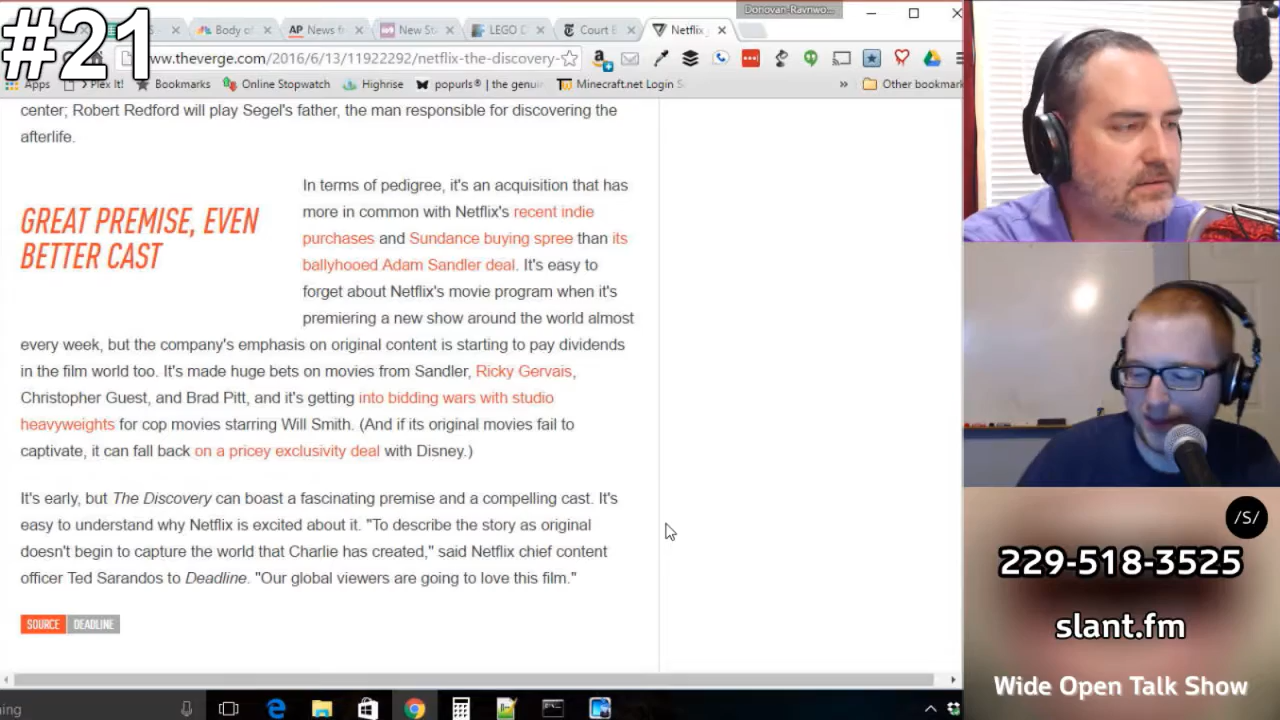 #21
Body of
AP News fr
New St
LEGO D
Court B
Netflix
Donovan-Ravnwo...
www.theverge.com/2016/6/13/11922292/netflix-the-discovery-
Apps
Plex It!
Bookmarks
Online Stopwatch
Highrise
popurls® | the genui
Minecraft.net Login S
»
Other bookmark
center; Robert Redford will play Segel's father, the man responsible for discovering the
afterlife.
GREAT PREMISE, EVEN
BETTER CAST
In terms of pedigree, it's an acquisition that has
more in common with Netflix's recent indie
purchases and Sundance buying spree than its
ballyhooed Adam Sandler deal. It's easy to
forget about Netflix's movie program when it's
premiering a new show around the world almost
every week, but the company's emphasis on original content is starting to pay dividends
in the film world too. It's made huge bets on movies from Sandler, Ricky Gervais,
Christopher Guest, and Brad Pitt, and it's getting into bidding wars with studio
heavyweights for cop movies starring Will Smith. (And if its original movies fail to
captivate, it can fall back on a pricey exclusivity deal with Disney.)
It's early, but The Discovery can boast a fascinating premise and a compelling cast. It's
easy to understand why Netflix is excited about it. "To describe the story as original
doesn't begin to capture the world that Charlie has created," said Netflix chief content
officer Ted Sarandos to Deadline. "Our global viewers are going to love this film."
SOURCE DEADLINE
/S/
229-518-3525
slant.fm
Wide Open Talk Show